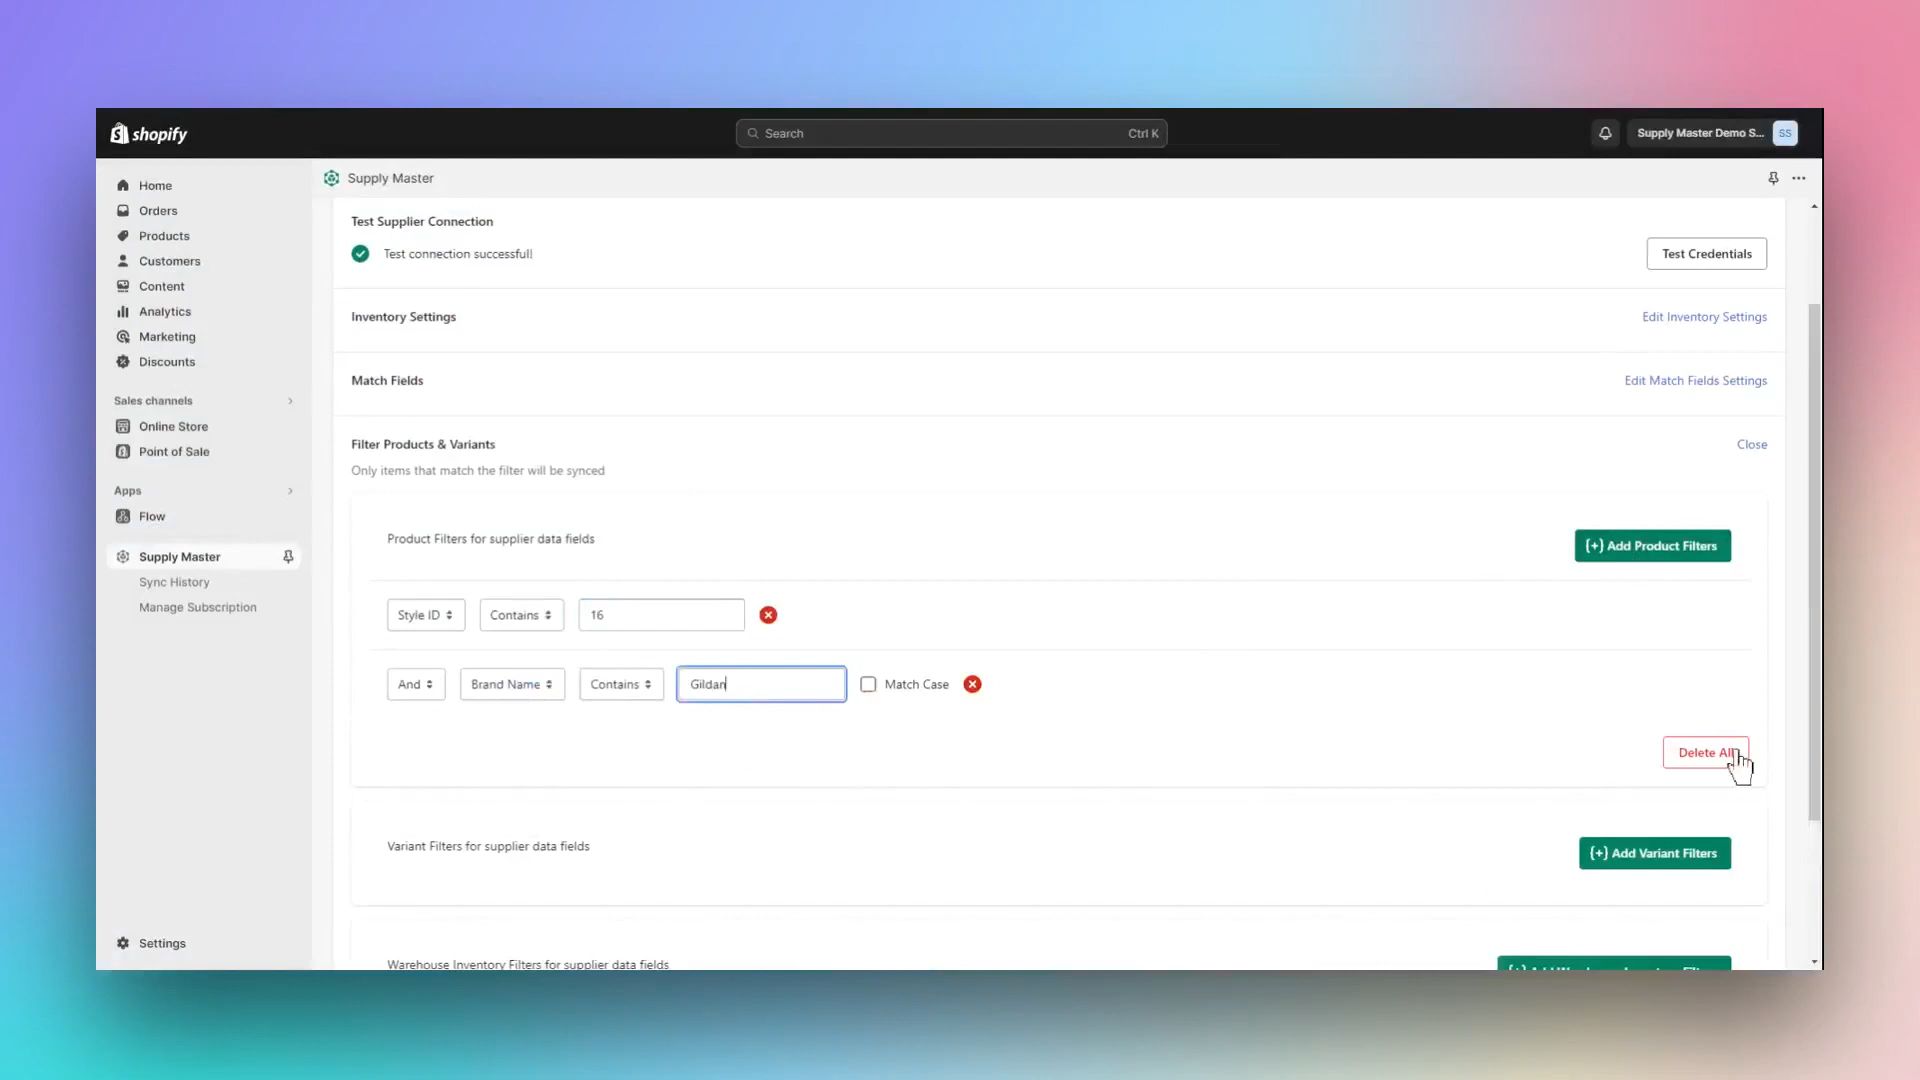 shopify
Search
Ctrl K
Supply Master Demo S...
SS
Home
Orders
Products
Customers
Content
Analytics
Marketing
Discounts
Sales channels
Online Store
Point of Sale
Apps
Flow
Supply Master
Sync History
Manage Subscription
Settings
Supply Master
Test Supplier Connection
Test connection successful!
Test Credentials
Inventory Settings
Edit Inventory Settings
Match Fields
Edit Match Fields Settings
Filter Products & Variants
Close
Only items that match the filter will be synced
Product Filters for supplier data fields
(+) Add Product Filters
Style ID
Contains
16
And
Brand Name
Contains
Gildan
Match Case
Delete All
Variant Filters for supplier data fields
(+) Add Variant Filters
Warehouse Inventory Filters for supplier data fields